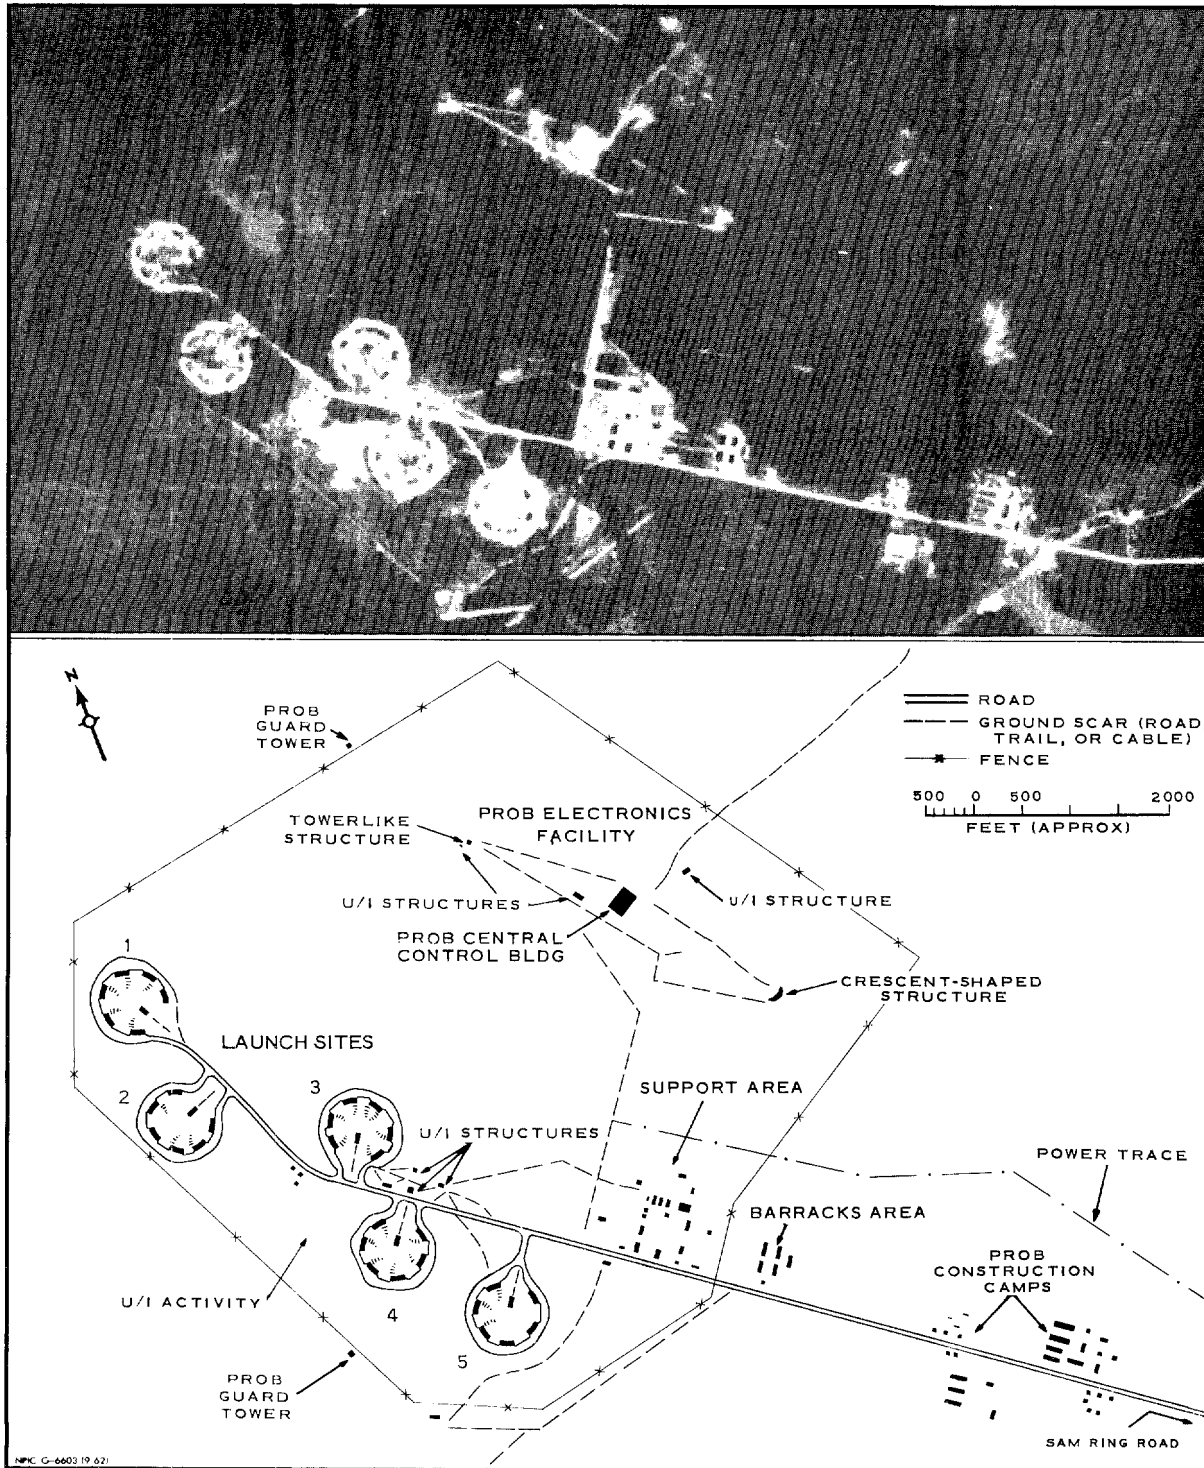 N
PROB
GUARD
TOWER
ROAD
GROUND SCAR (ROAD
TRAIL, OR CABLE)
FENCE
500 0 500 2000
FEET (APPROX)
TOWERLIKE
STRUCTURE
PROB ELECTRONICS
FACILITY
U/I STRUCTURES
U/I STRUCTURE
PROB CENTRAL
CONTROL BLDG
CRESCENT-SHAPED
STRUCTURE
1
LAUNCH SITES
2
3
SUPPORT AREA
U/I STRUCTURES
POWER TRACE
BARRACKS AREA
PROB
CONSTRUCTION
CAMPS
U/I ACTIVITY
4
5
PROB
GUARD
TOWER
SAM RING ROAD
NPIC G-6603 (9 62)